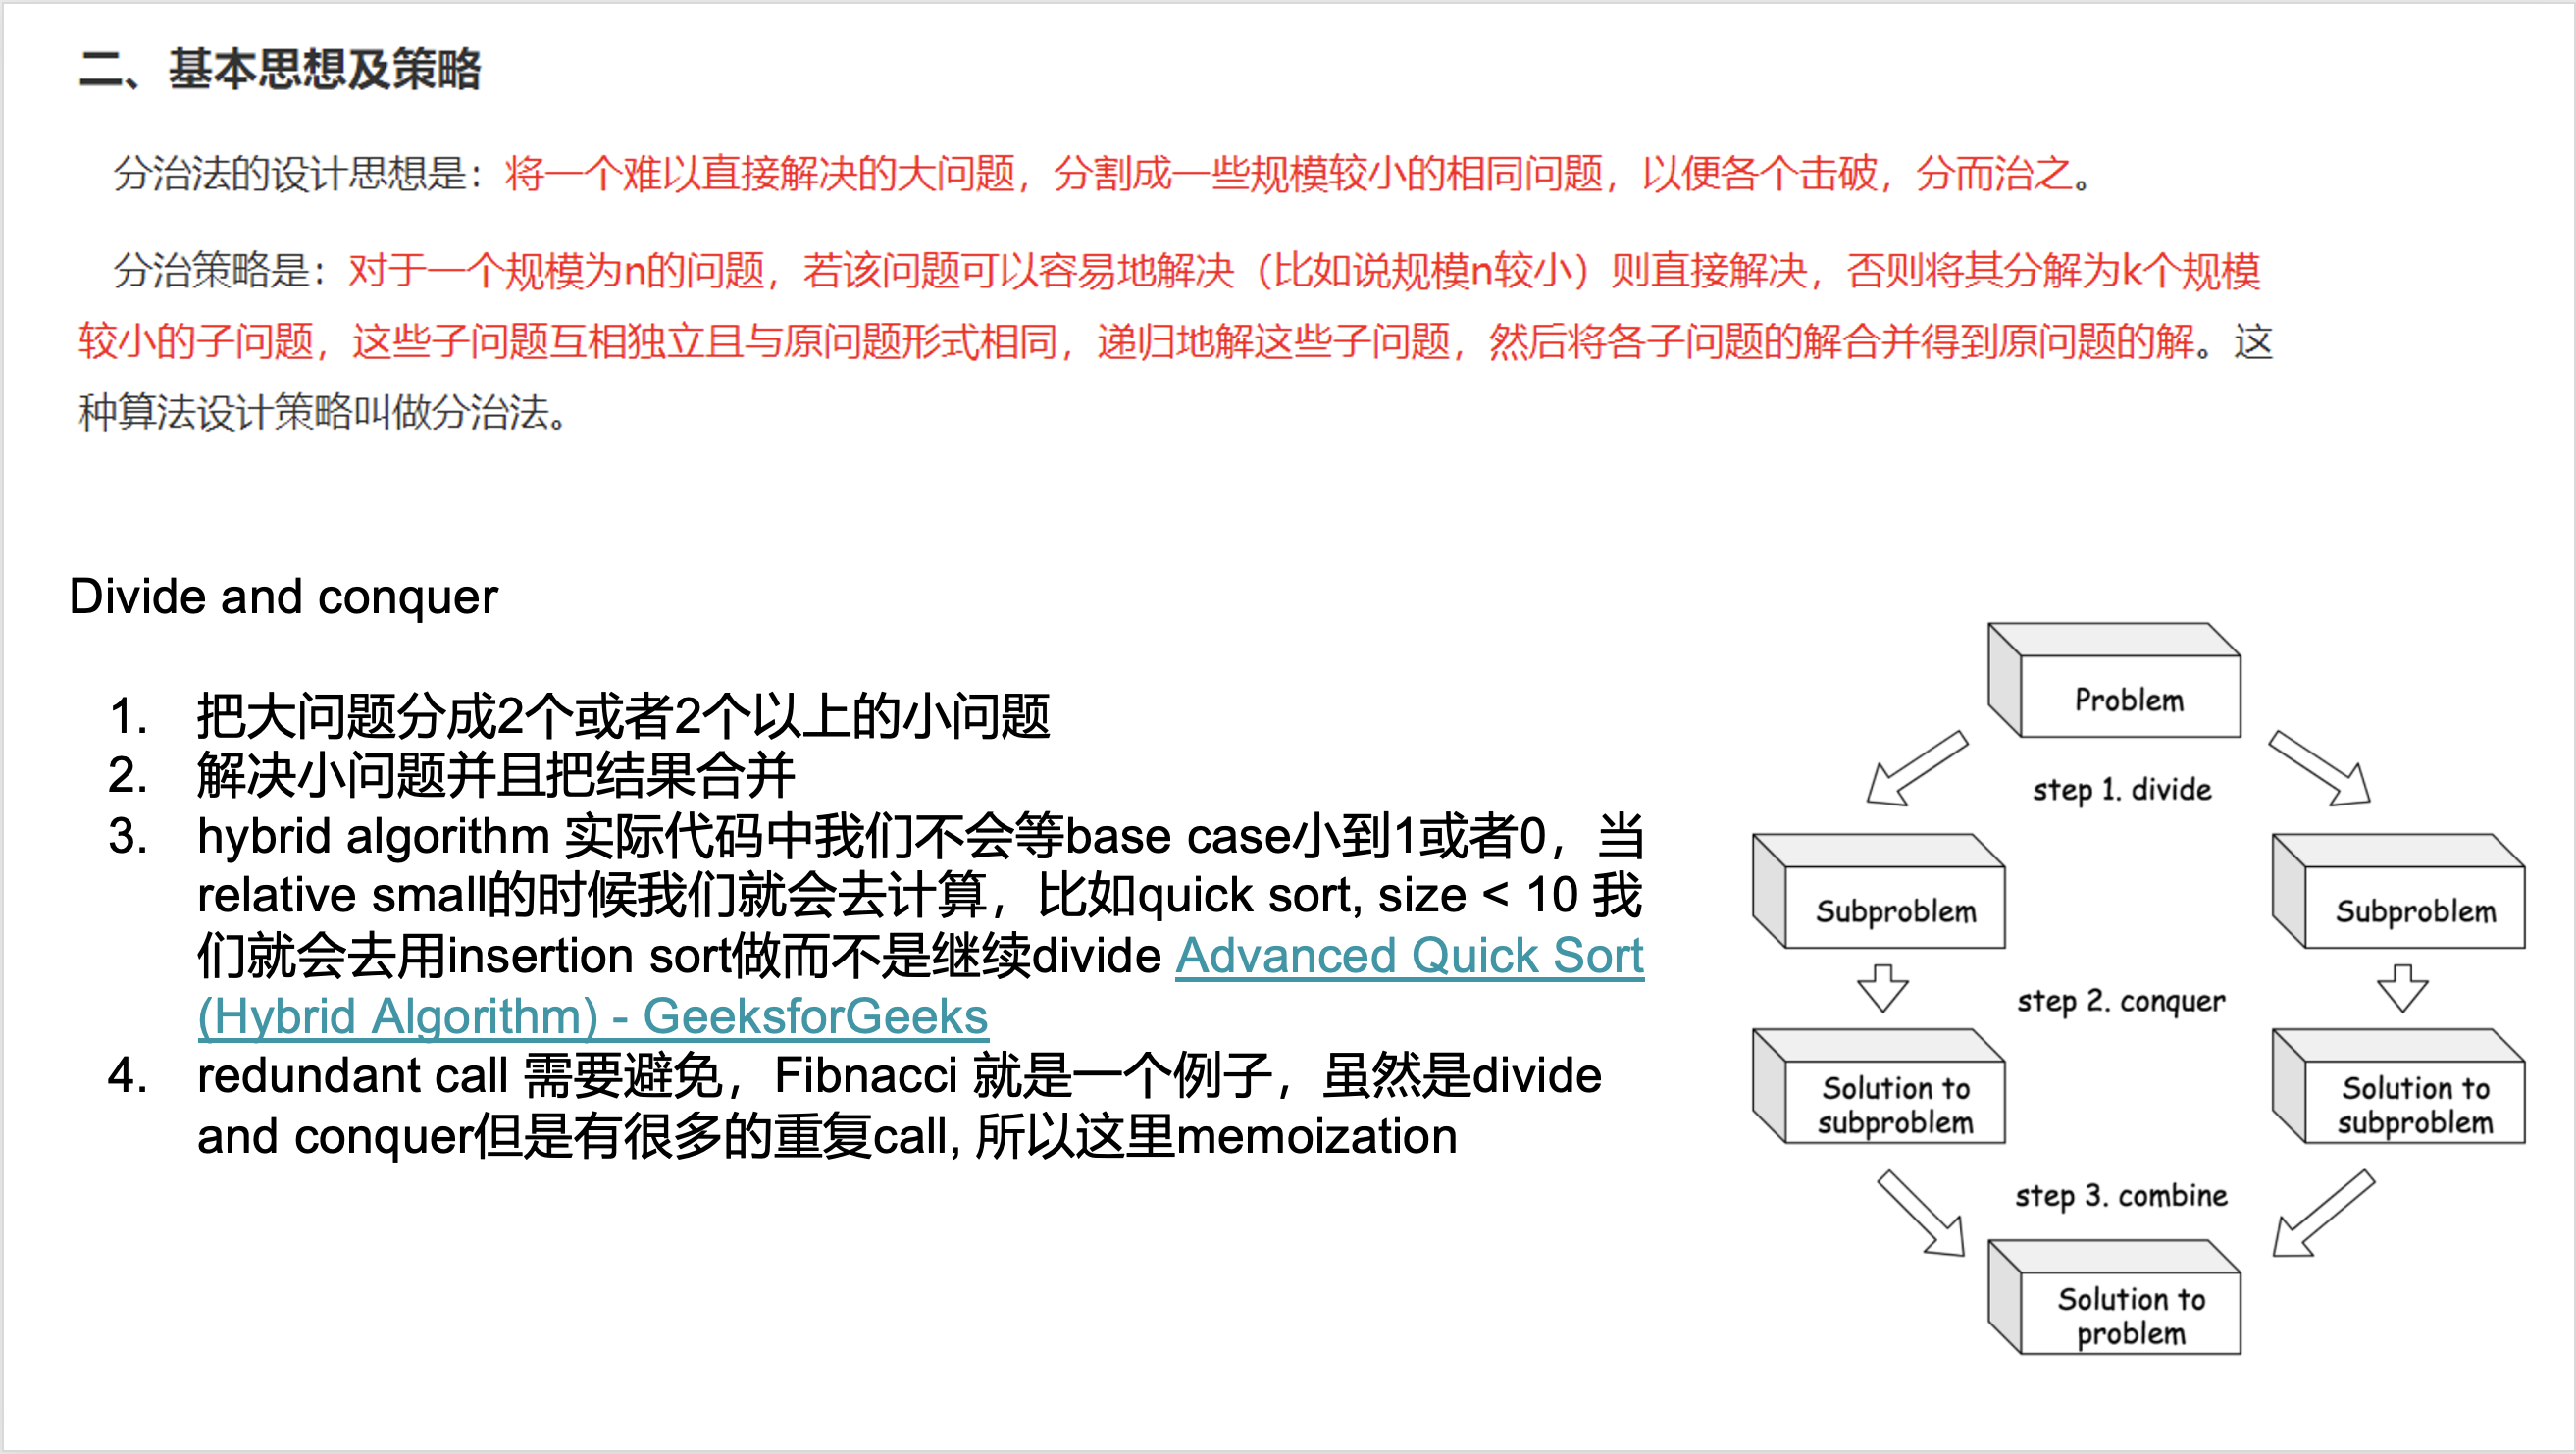 二、基本思想及策略
分治法的设计思想是：将一个难以直接解决的大问题，分割成一些规模较小的相同问题，以便各个击破，分而治之。
分治策略是：对于一个规模为n的问题，若该问题可以容易地解决（比如说规模n较小）则直接解决，否则将其分解为k个规模
较小的子问题，这些子问题互相独立且与原问题形式相同，递归地解这些子问题，然后将各子问题的解合并得到原问题的解。这
种算法设计策略叫做分治法。
Divide and conquer
1. 把大问题分成2个或者2个以上的小问题
2. 解决小问题并且把结果合并
3. hybrid algorithm 实际代码中我们不会等base case小到1或者0，当
relative small的时候我们就会去计算，比如quick sort, size < 10 我
们就会去用insertion sort做而不是继续divide Advanced Quick Sort
(Hybrid Algorithm) - GeeksforGeeks
4. redundant call 需要避免，Fibnacci 就是一个例子，虽然是divide
and conquer但是有很多的重复call, 所以这里memoization
Problem
step 1. divide
Subproblem
Subproblem
step 2. conquer
Solution to
subproblem
Solution to
subproblem
step 3. combine
Solution to
problem